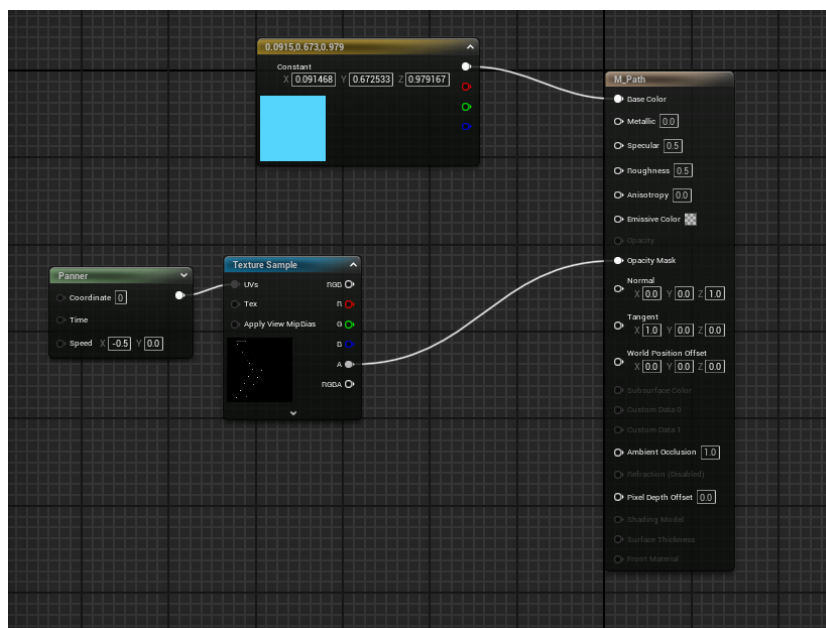 0.0915,0.673,0.979
Constant
X 0.091468 Y 0.672533 Z 0.979167
M_Path
Base Color
Metallic 0.0
Specular 0.5
Roughness 0.5
Anisotropy 0.0
Emissive Color
Opacity
Opacity Mask
Normal
X 0.0 Y 0.0 Z 1.0
Tangent
X 1.0 Y 0.0 Z 0.0
World Position Offset
X 0.0 Y 0.0 Z 0.0
Subsurface Color
Custom Data 0
Custom Data 1
Ambient Occlusion 1.0
Refraction (Disabled)
Pixel Depth Offset 0.0
Shading Model
Surface Thickness
Front Material
Panner
Coordinate 0
Time
Speed X -0.5 Y 0.0
Texture Sample
UVs RGB
Tex R
Apply View MipBias G
B
A
RGBA